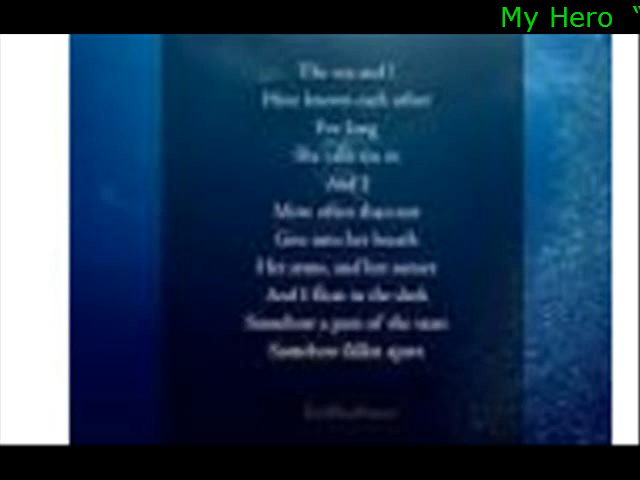 My Hero “
The sea and I
Have known each other
For long
She calls me in
And I
More often than not
Give into her breath
Her arms, and her
And I float in the dark
Somehow a part of the
Somehow fallen apart